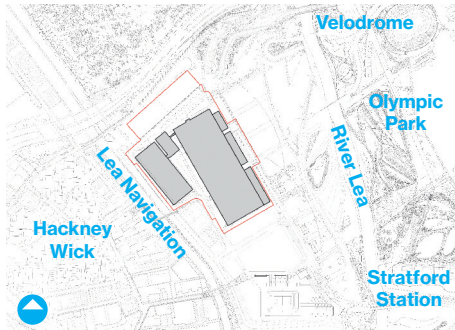 Velodrome
Olympic
Park
River Lea
Lea Navigation
Hackney
Wick
Stratford
Station